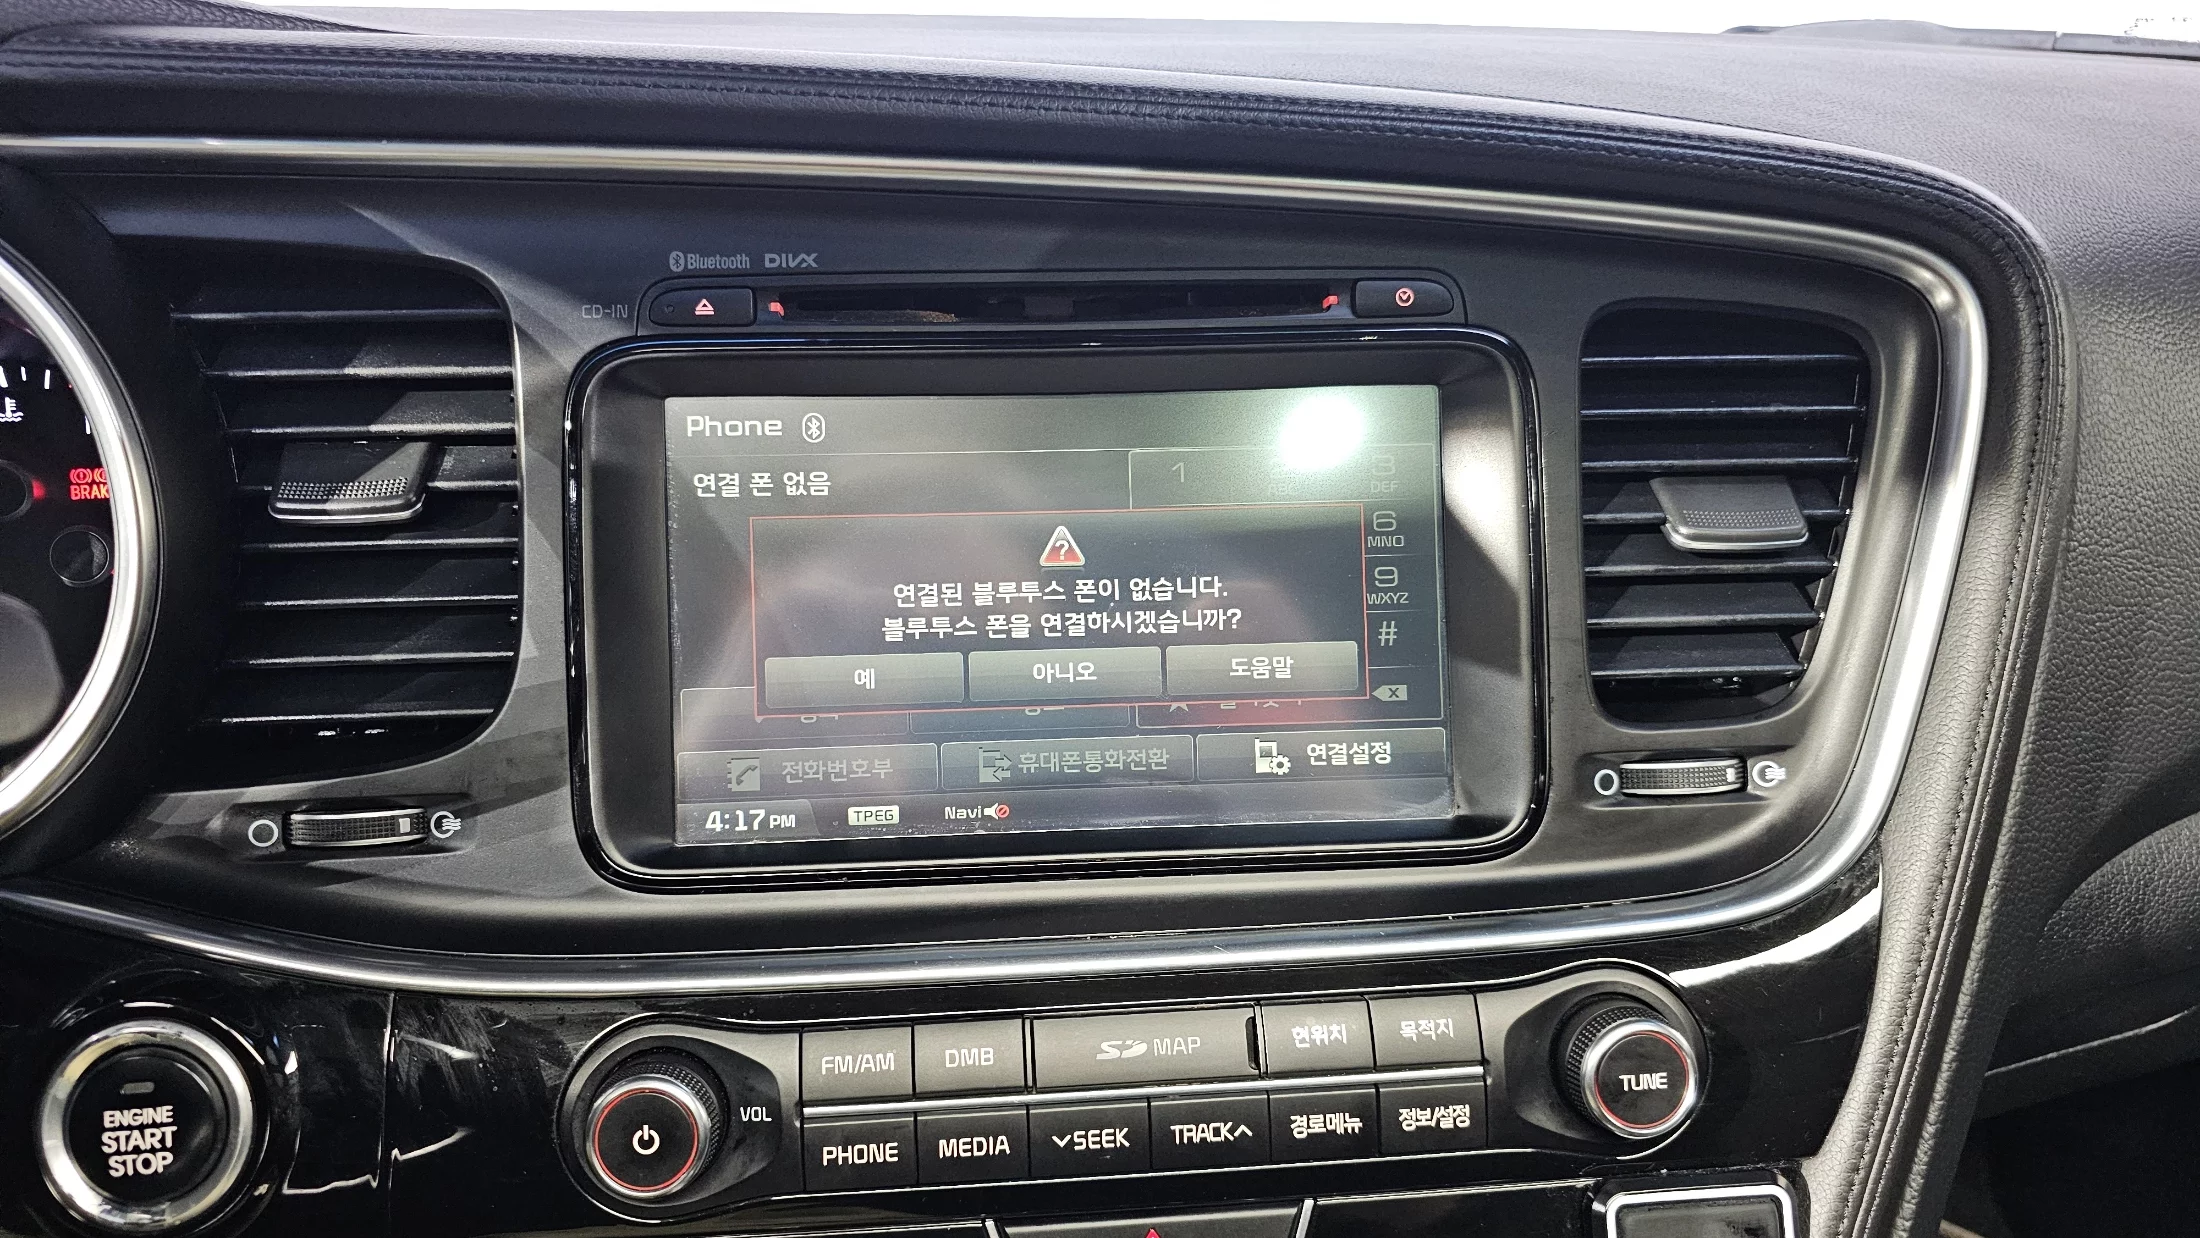 Bluetooth DIVX
CD-IN
Phone
연결 폰 없음
1
3
DEF
6
MNO
9
WXYZ
#
?
연결된 블루투스 폰이 없습니다.
블루투스 폰을 연결하시겠습니까?
예 아니오 도움말
X
전화번호부 휴대폰통화전환 연결설정
4:17 PM TPEG Navi
BRAK
ENGINE
START
STOP
VOL
FM/AM DMB SD MAP 현위치 목적지
PHONE MEDIA SEEK TRACK 경로메뉴 정보/설정
TUNE